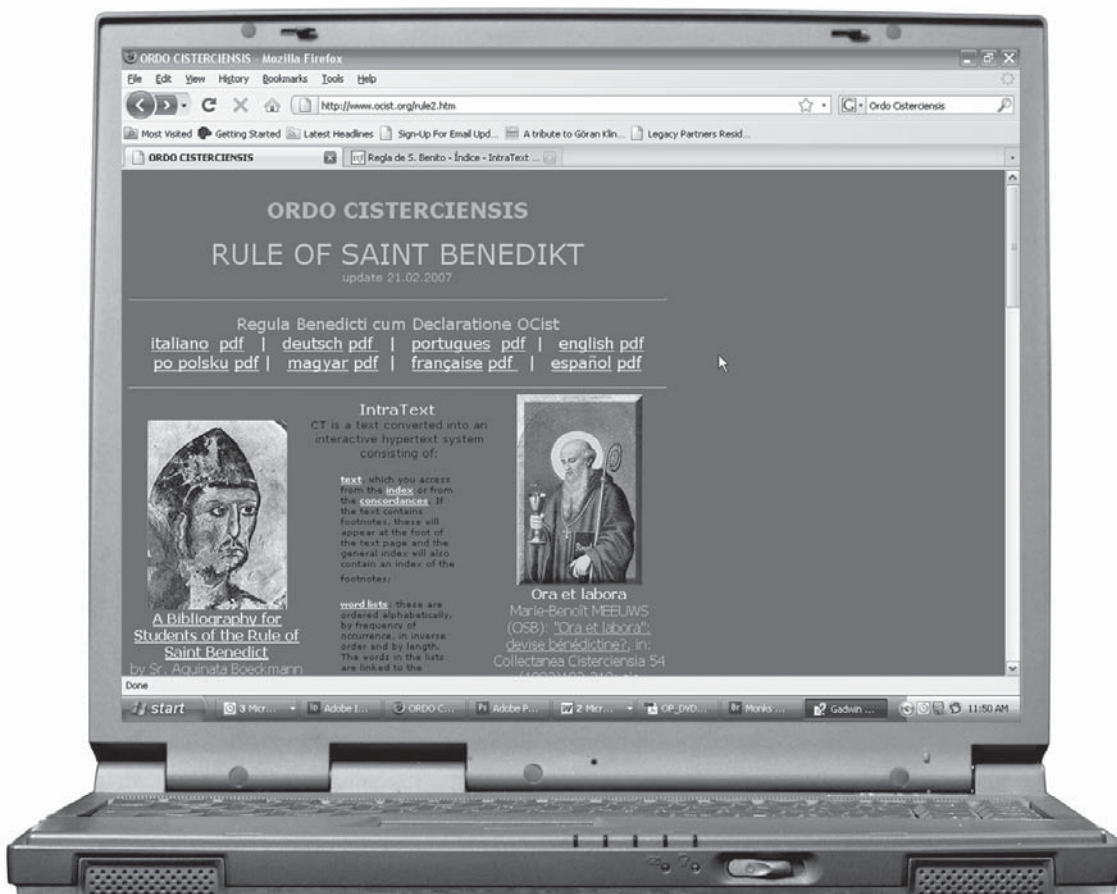 ORDO CISTERCIENSIS - Mozilla Firefox
File Edit View History Bookmarks Tools Help
http://www.ocist.org/rule2.htm
Ordo Cisterciensis
Most Visited Getting Started Latest Headlines Sign-Up For Email Upd... A tribute to Göran Klin... Legacy Partners Resid...
ORDO CISTERCIENSIS Regla de S. Benito - Índice - IntraText ...
ORDO CISTERCIENSIS
RULE OF SAINT BENEDIKT
update 21.02.2007
Regula Benedicti cum Declaratione OCist
italiano pdf | deutsch pdf | portugues pdf | english pdf
po polsku pdf | magyar pdf | française pdf | español pdf
IntraText
CT is a text converted into an
interactive hypertext system
consisting of:
text, which you access
from the index or from
the concordances. If
the text contains
footnotes, these will
appear at the foot of
the text page and the
general index will also
contain an index of the
footnotes;
word lists, these are
ordered alphabetically,
by frequency of
occurrence, in inverse
order and by length.
The words in the lists
are linked to the
A Bibliography for
Students of the Rule of
Saint Benedict
by Sr. Aquinata Boeckmann
Ora et labora
Marie-Benoît MEEUWS
(OSB): "Ora et labora":
devise bénédictine?, in:
Collectanea Cisterciensia 54
Done
start 3 Micr... Adobe I... ORDO C... Adobe P... 2 Micr... OP_DVD... Monks ... Gadwin ... 11:50 AM